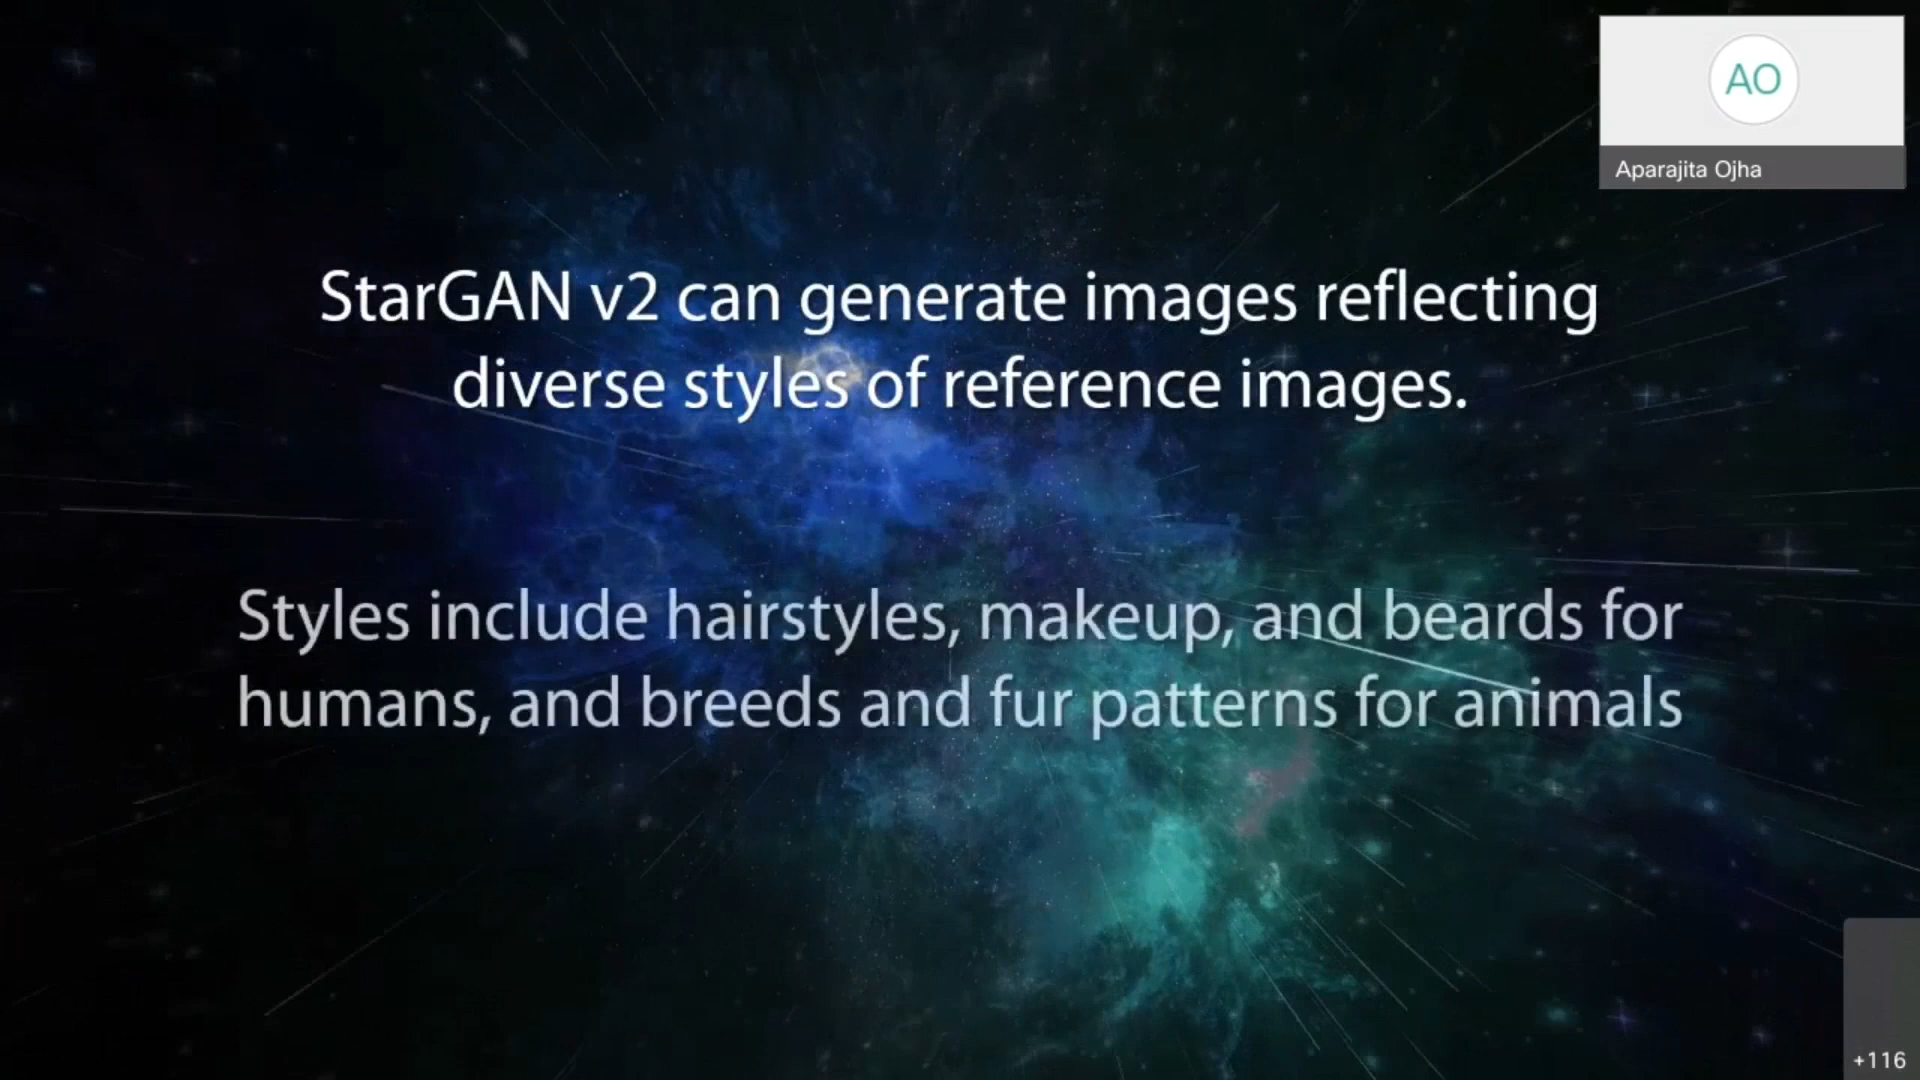 AO
Aparajita Ojha
StarGAN v2 can generate images reflecting
diverse styles of reference images.
Styles include hairstyles, makeup, and beards for
humans, and breeds and fur patterns for animals
+116